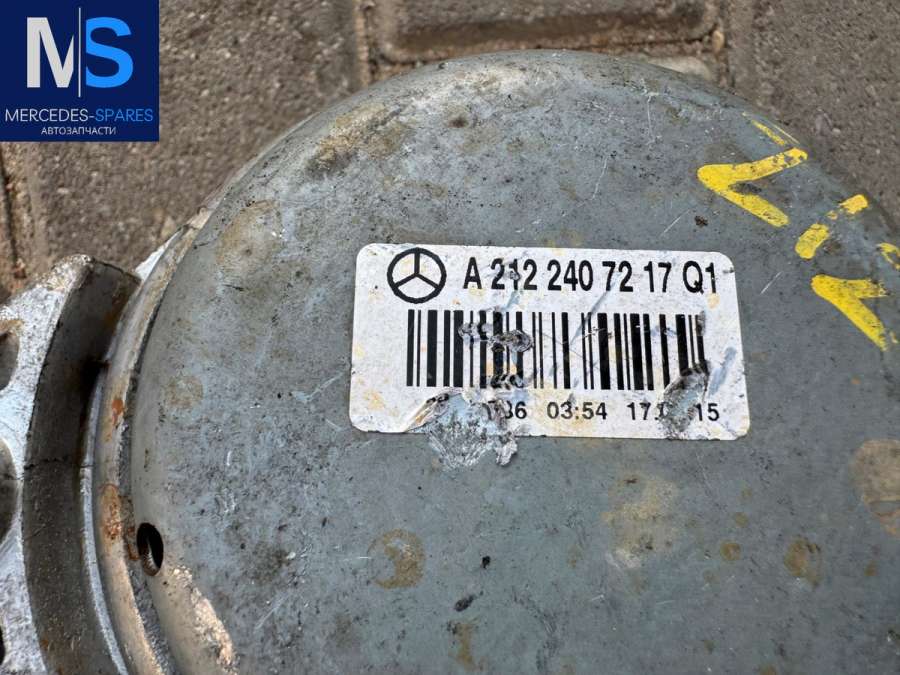 MS
MERCEDES-SPARES
АВТОЗАПЧАСТИ
A 212 240 72 17 Q1
03:54